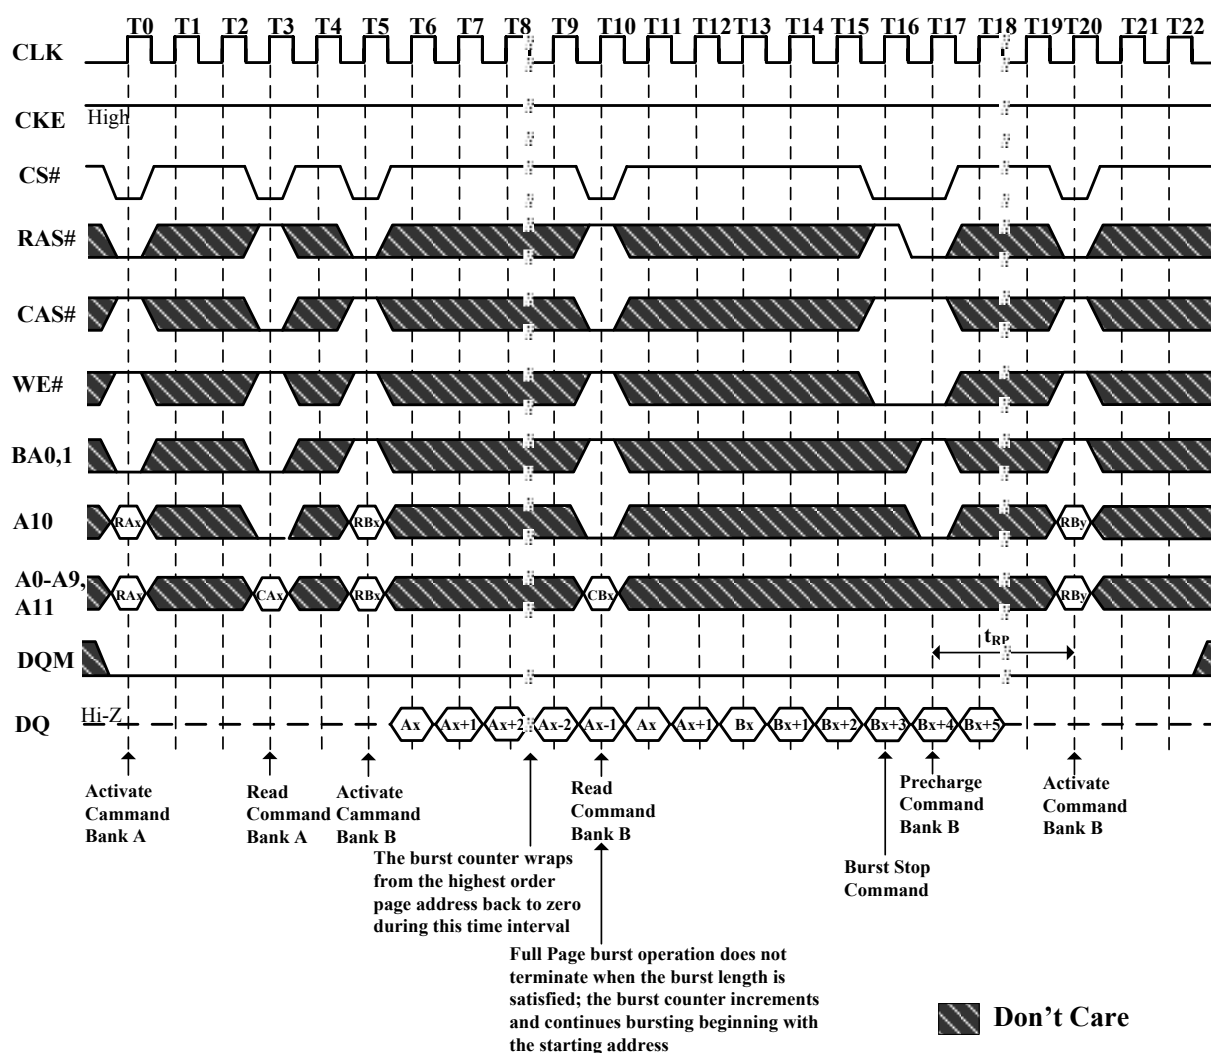 T0 T1 T2 T3 T4 T5 T6 T7 T8 T9 T10 T11 T12 T13 T14 T15 T16 T17 T18 T19 T20 T21 T22
CLK
CKE High
CS#
RAS#
CAS#
WE#
BA0,1
A10 RAx RBx RBy
A0-A9,
A11
RAx CAx RBx CBx RBy
tRP
DQM
DQ Hi-Z Ax Ax+1 Ax+2 Ax-2 Ax-1 Ax Ax+1 Bx Bx+1 Bx+2 Bx+3 Bx+4 Bx+5
Activate
Cammand
Bank A
Read
Command
Bank A
Activate
Cammand
Bank B
Read
Command
Bank B
Precharge
Command
Bank B
Activate
Command
Bank B
The burst counter wraps
from the highest order
page address back to zero
during this time interval
Burst Stop
Command
Full Page burst operation does not
terminate when the burst length is
satisfied; the burst counter increments
and continues bursting beginning with
the starting address
Don't Care